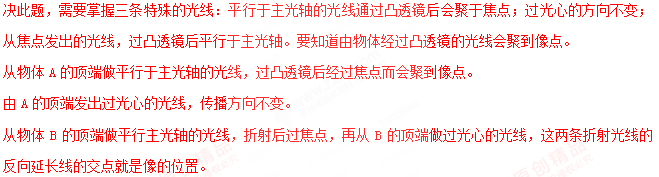 决此题，需要掌握三条特殊的光线：平行于主光轴的光线通过凸透镜后会聚于焦点；过光心的方向不变；
从焦点发出的光线，过凸透镜后平行于主光轴。要知道由物体经过凸透镜的光线会聚到像点。
从物体 A 的顶端做平行于主光轴的光线，过凸透镜后经过焦点而会聚到像点。
由 A 的顶端发出过光心的光线，传播方向不变。
从物体 B 的顶端做平行主光轴的光线，折射后过焦点，再从 B 的顶端做过光心的光线，这两条折射光线的
反向延长线的交点就是像的位置。